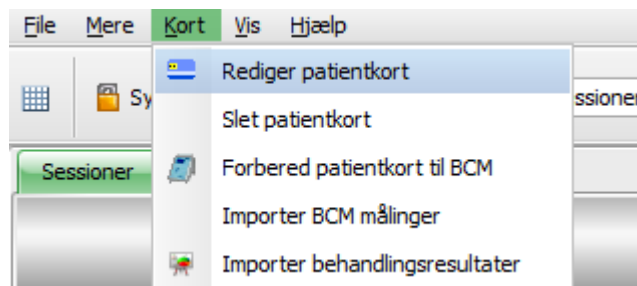 File Mere Kort Vis Hjælp
Rediger patientkort
Slet patientkort
Sessioner
Forbered patientkort til BCM
Importer BCM målinger
Importer behandlingsresultater